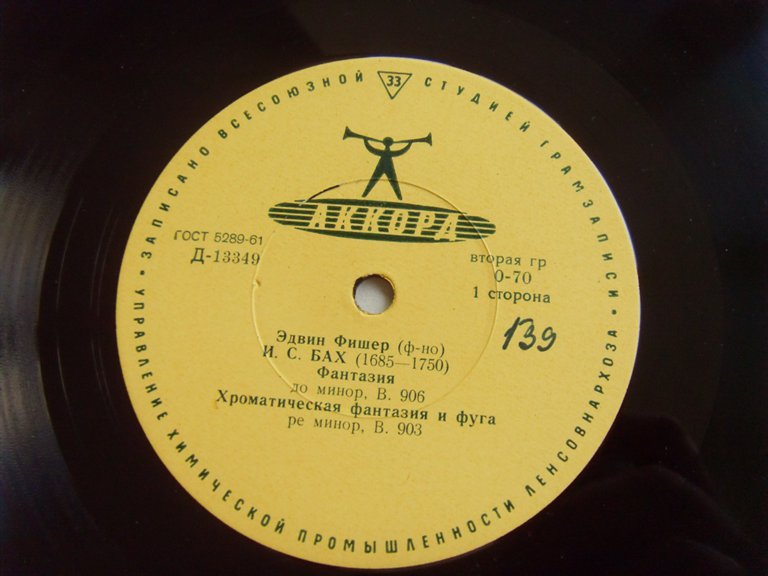 ЗАПИСАНО ВСЕСОЮЗНОЙ 33 СТУДИЕЙ ГРАМЗАПИСИ
АККОРД
ГОСТ 5289-61
Д-13349
вторая гр
0-70
1 сторона
139
Эдвин Фишер (ф-но)
И. С. БАХ (1685—1750)
Фантазия
до минор, В. 906
Хроматическая фантазия и фуга
ре минор, В. 903
• УПРАВЛЕНИЕ ХИМИЧЕСКОЙ ПРОМЫШЛЕННОСТИ ЛЕНСОВНАРХОЗА •